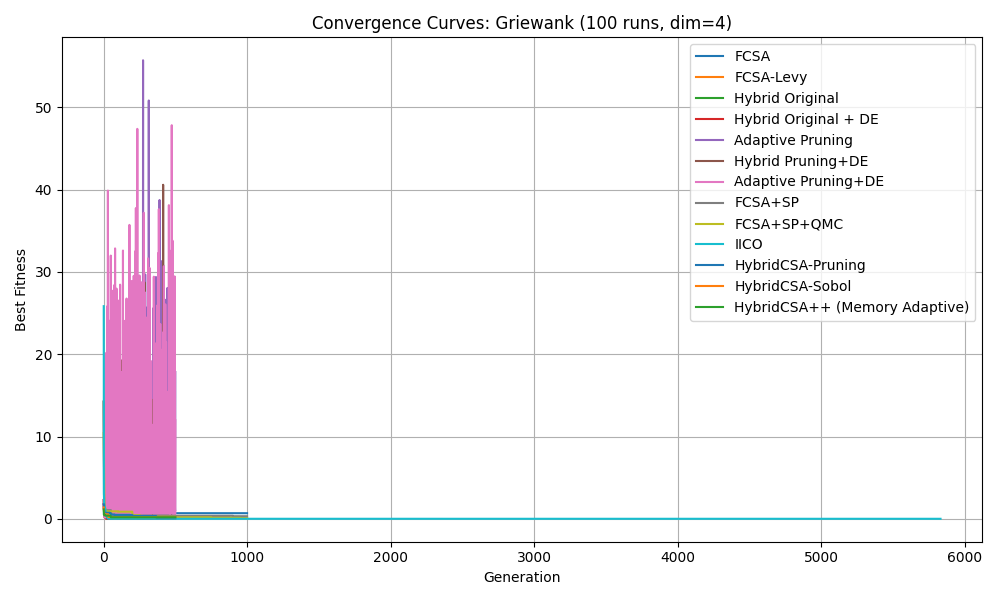 Convergence Curves: Griewank (100 runs, dim=4)
FCSA
FCSA-Levy
Hybrid Original
Hybrid Original + DE
Adaptive Pruning
Hybrid Pruning+DE
Adaptive Pruning+DE
FCSA+SP
FCSA+SP+QMC
IICO
HybridCSA-Pruning
HybridCSA-Sobol
HybridCSA++ (Memory Adaptive)
Best Fitness
50
40
30
20
10
0
0 1000 2000 3000 4000 5000 6000
Generation